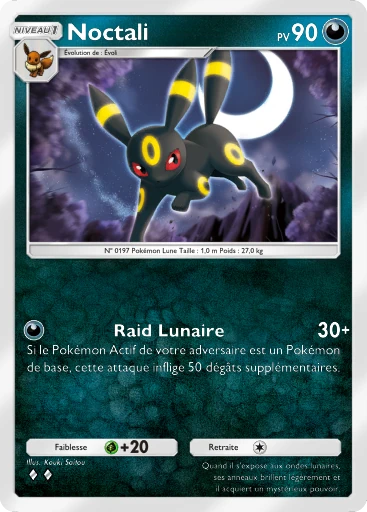 NIVEAU 1
Noctali
PV 90
Évolution de : Évoli
N° 0197 Pokémon Lune Taille : 1,0 m Poids : 27,0 kg
Raid Lunaire 30+
Si le Pokémon Actif de votre adversaire est un Pokémon
de base, cette attaque inflige 50 dégâts supplémentaires.
Faiblesse +20
Retraite
Illus. Kouki Saitou
Quand il s'expose aux ondes lunaires,
ses anneaux brillent légèrement et
il acquiert un mystérieux pouvoir.